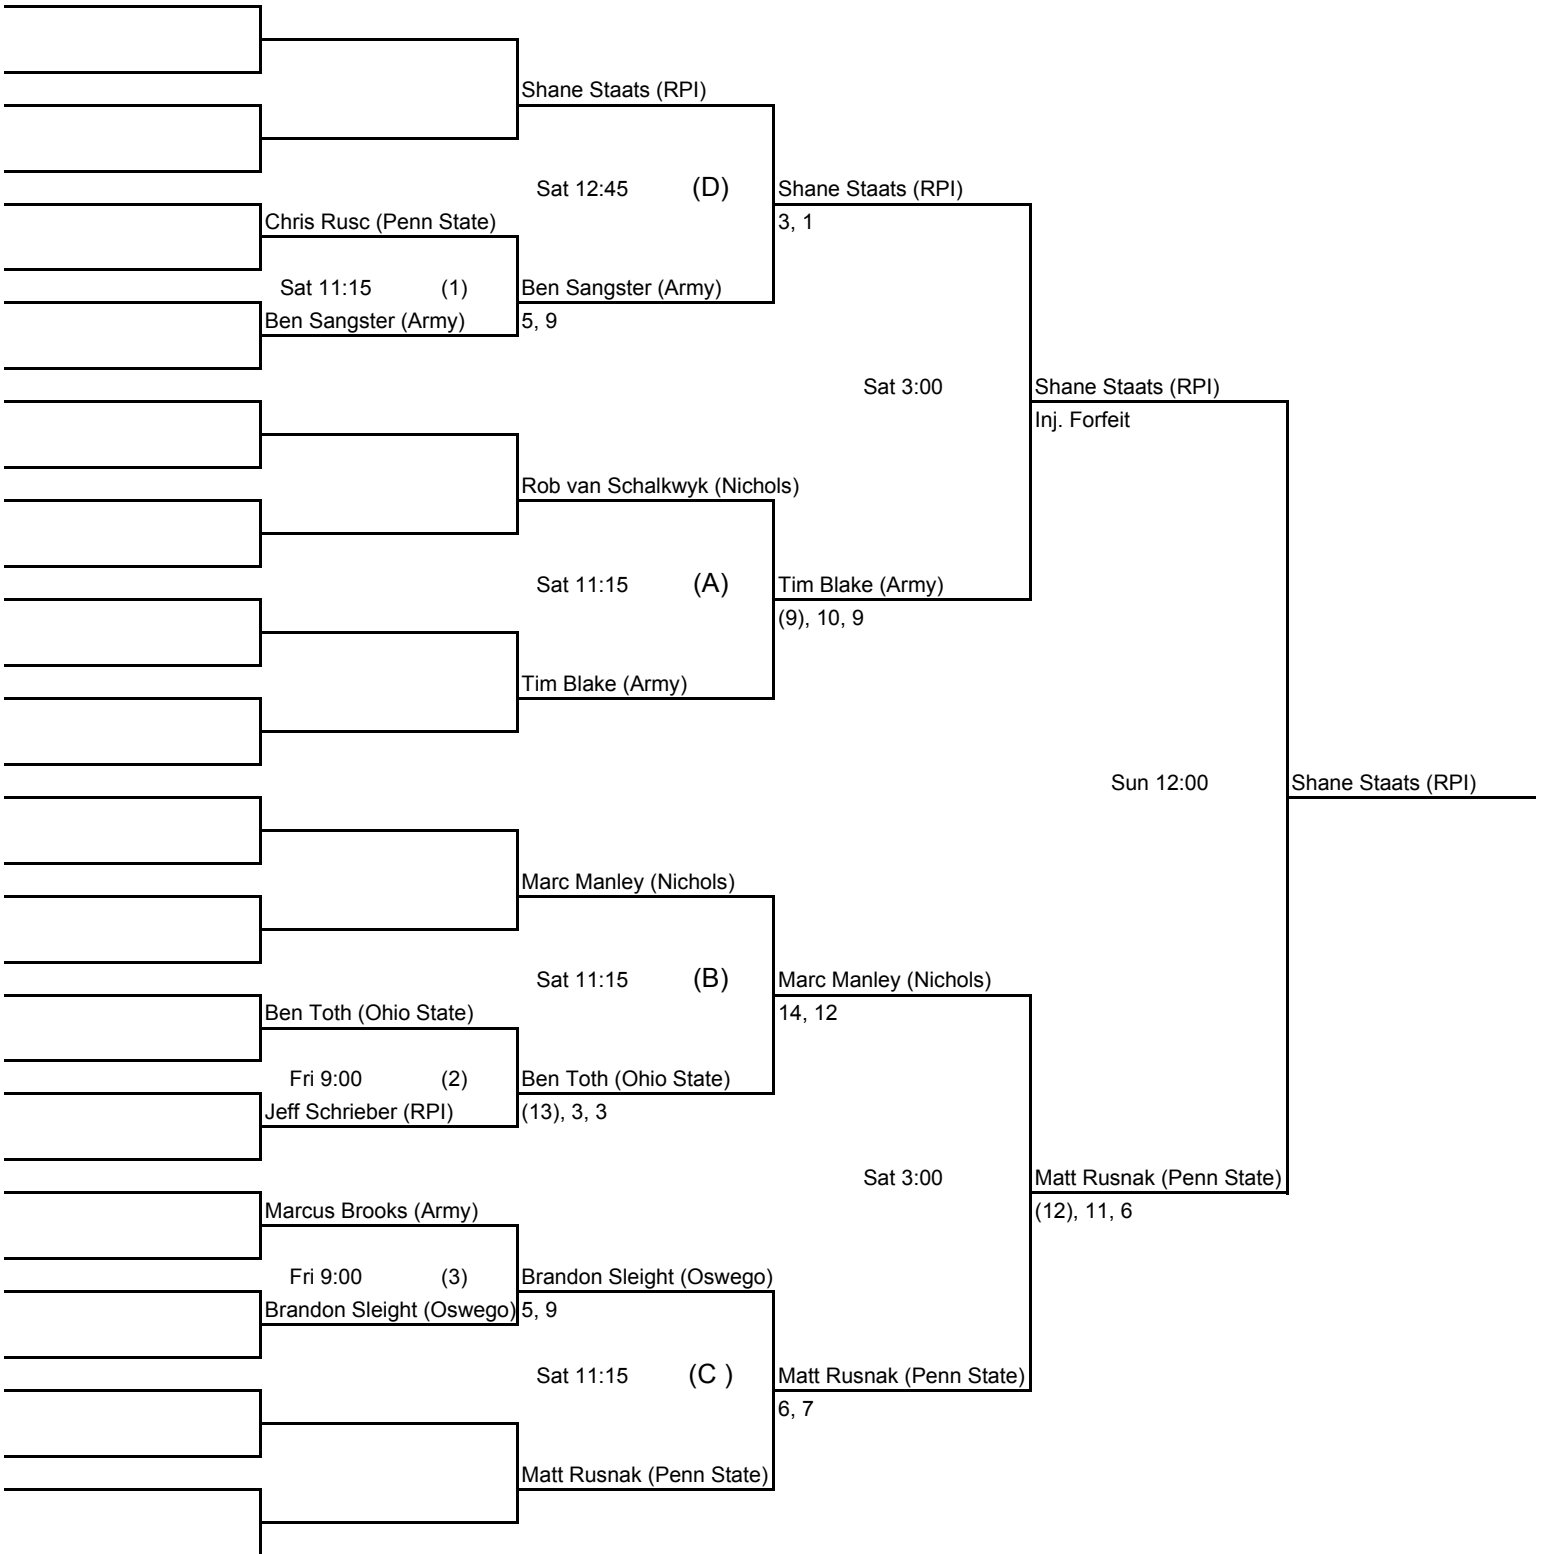 Shane Staats (RPI)
Sat 12:45 (D) Shane Staats (RPI)
Chris Rusc (Penn State) 3, 1
Sat 11:15 (1) Ben Sangster (Army)
Ben Sangster (Army) 5, 9
Sat 3:00 Shane Staats (RPI)
Inj. Forfeit
Rob van Schalkwyk (Nichols)
Sat 11:15 (A) Tim Blake (Army)
(9), 10, 9
Tim Blake (Army)
Sun 12:00 Shane Staats (RPI)
Marc Manley (Nichols)
Sat 11:15 (B) Marc Manley (Nichols)
Ben Toth (Ohio State) 14, 12
Fri 9:00 (2) Ben Toth (Ohio State)
Jeff Schrieber (RPI) (13), 3, 3
Sat 3:00 Matt Rusnak (Penn State)
Marcus Brooks (Army) (12), 11, 6
Fri 9:00 (3) Brandon Sleight (Oswego)
Brandon Sleight (Oswego) 5, 9
Sat 11:15 (C ) Matt Rusnak (Penn State)
6, 7
Matt Rusnak (Penn State)